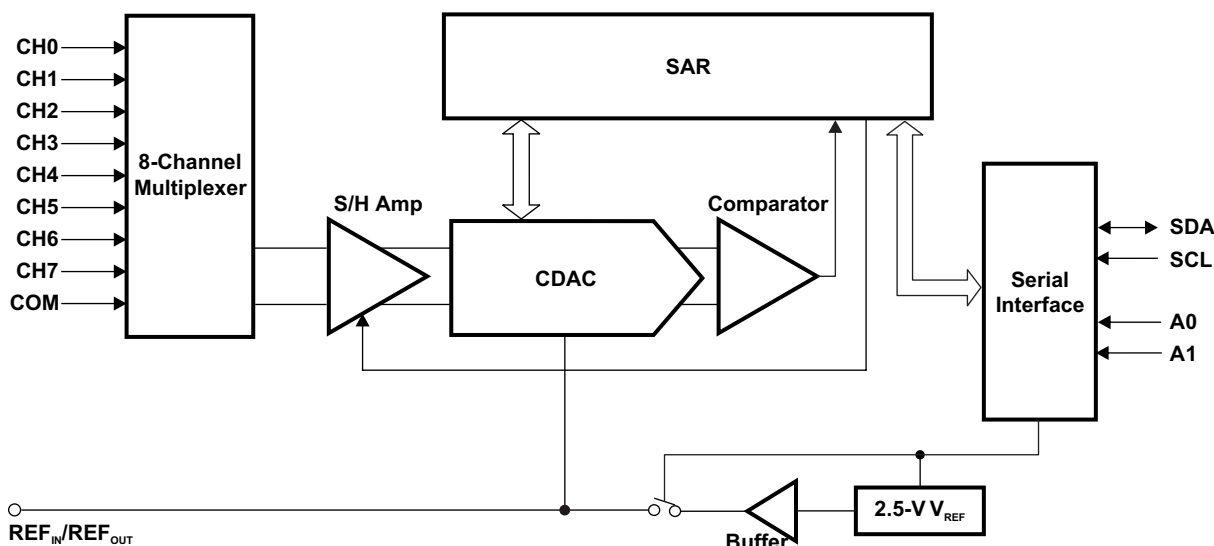 CH0
CH1
CH2
CH3
CH4
CH5
CH6
CH7
COM
8-Channel
Multiplexer
S/H Amp
SAR
CDAC
Comparator
Serial
Interface
SDA
SCL
A0
A1
2.5-V VREF
Buffer
REFIN/REFOUT